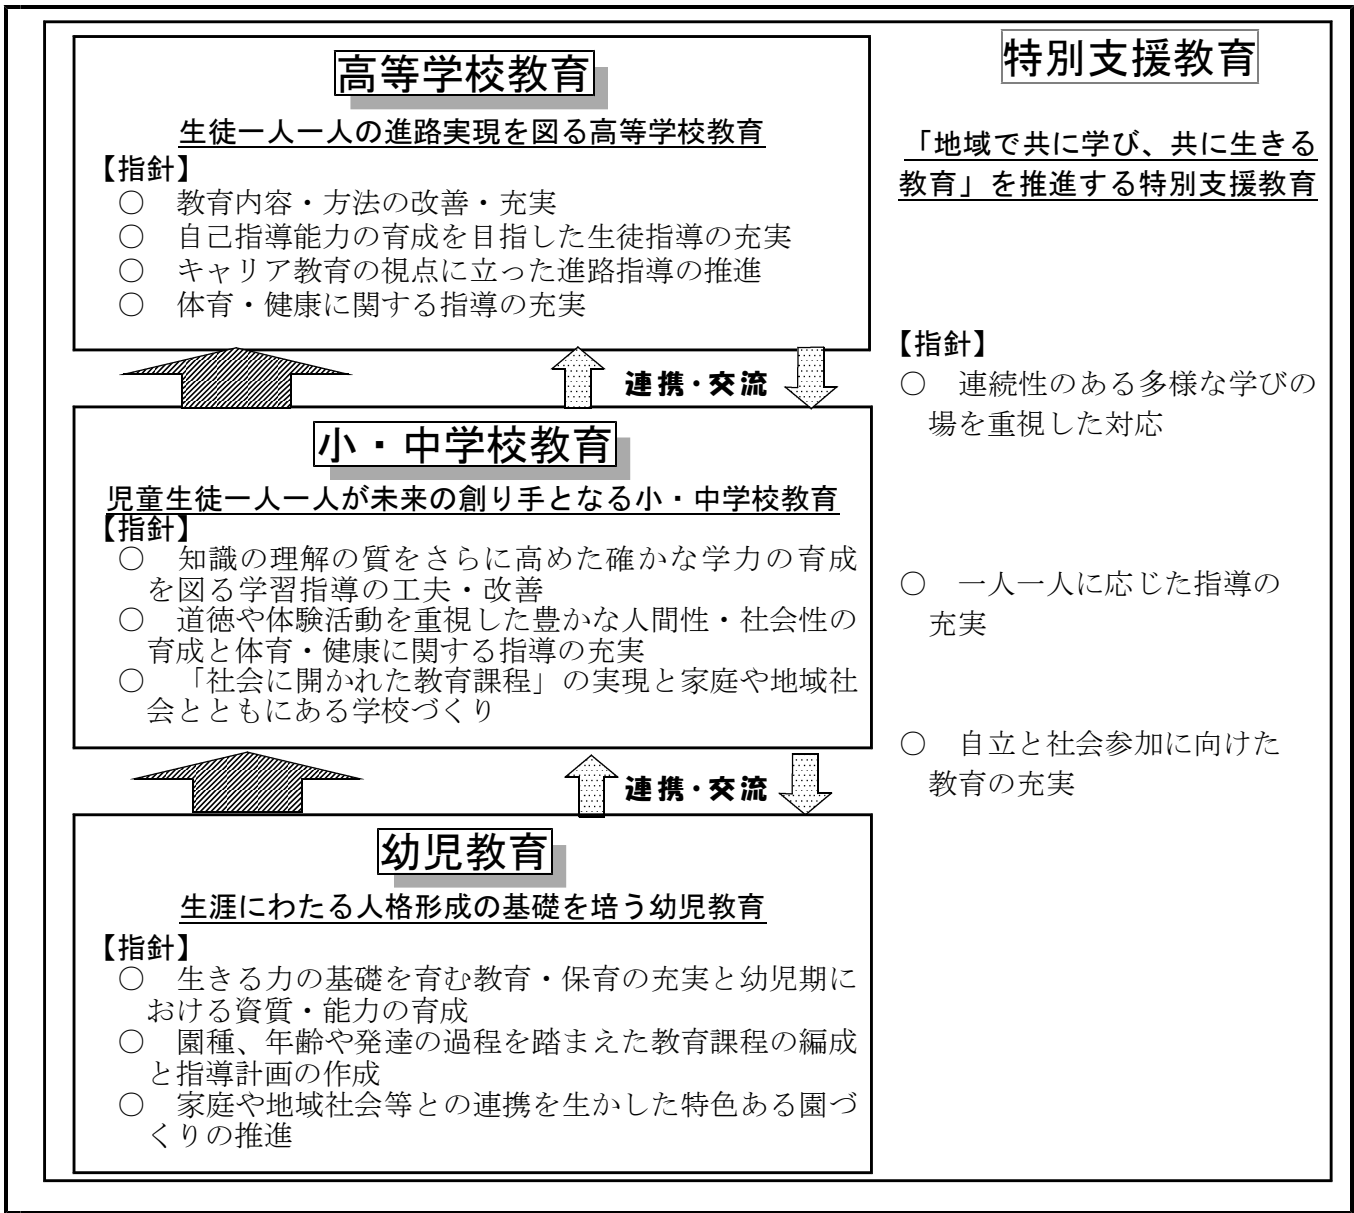 高等学校教育
生徒一人一人の進路実現を図る高等学校教育
【指針】
○　教育内容・方法の改善・充実
○　自己指導能力の育成を目指した生徒指導の充実
○　キャリア教育の視点に立った進路指導の推進
○　体育・健康に関する指導の充実
連携・交流
小・中学校教育
児童生徒一人一人が未来の創り手となる小・中学校教育
【指針】
○　知識の理解の質をさらに高めた確かな学力の育成
を図る学習指導の工夫・改善
○　道徳や体験活動を重視した豊かな人間性・社会性の
育成と体育・健康に関する指導の充実
○　「社会に開かれた教育課程」の実現と家庭や地域社
会とともにある学校づくり
連携・交流
幼児教育
生涯にわたる人格形成の基礎を培う幼児教育
【指針】
○　生きる力の基礎を育む教育・保育の充実と幼児期に
おける資質・能力の育成
○　園種、年齢や発達の過程を踏まえた教育課程の編成
と指導計画の作成
○　家庭や地域社会等との連携を生かした特色ある園づ
くりの推進
特別支援教育
「地域で共に学び、共に生きる
教育」を推進する特別支援教育
【指針】
○　連続性のある多様な学びの
場を重視した対応
○　一人一人に応じた指導の
充実
○　自立と社会参加に向けた
教育の充実